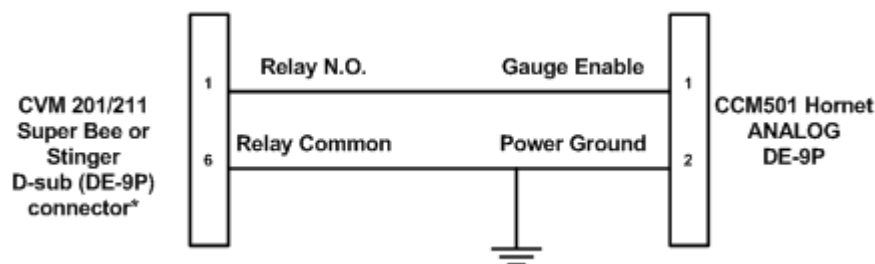 CVM 201/211
Super Bee or
Stinger
D-sub (DE-9P)
connector*
1
Relay N.O.
Gauge Enable
1
6
Relay Common
Power Ground
2
CCM501 Hornet
ANALOG
DE-9P